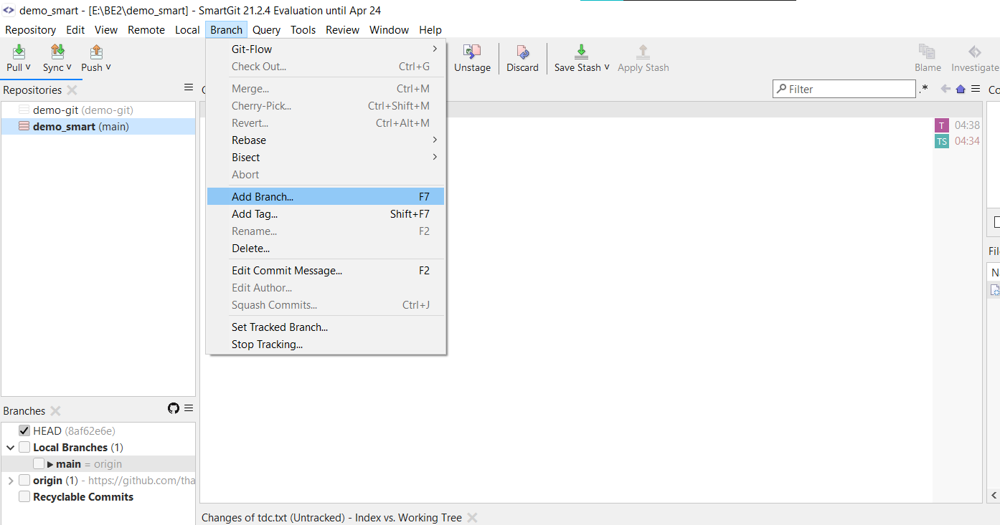 demo_smart - [E:\BE2\demo_smart] - SmartGit 21.2.4 Evaluation until Apr 24
Repository Edit View Remote Local Branch Query Tools Review Window Help
Pull Sync Push Unstage Discard Save Stash Apply Stash Blame Investigate
Repositories
Filter .*
demo-git (demo-git)
demo_smart (main)
Git-Flow
Check Out... Ctrl+G
Merge... Ctrl+M
Cherry-Pick... Ctrl+Shift+M
Revert... Ctrl+Alt+M
Rebase
Bisect
Abort
Add Branch... F7
Add Tag... Shift+F7
Rename... F2
Delete...
Edit Commit Message... F2
Edit Author...
Squash Commits... Ctrl+J
Set Tracked Branch...
Stop Tracking...
T 04:38
TS 04:34
Branches
HEAD (8af62e6e)
Local Branches (1)
main = origin
origin (1) - https://github.com/tha
Recyclable Commits
Changes of tdc.txt (Untracked) - Index vs. Working Tree